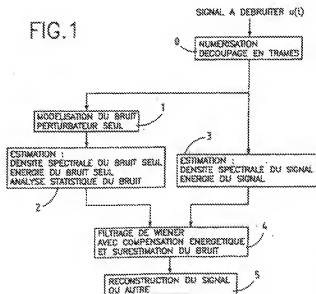 SIGNAL A DEBRUITER u(t)
FIG.1
0
NUMERISATION
DECOUPAGE EN TRAMES
1
MODELISATION DU BRUIT
PERTURBATEUR SEUL
3
ESTIMATION :
DENSITE SPECTRALE DU BRUIT SEUL
ENERGIE DU BRUIT SEUL
ANALYSE STATISTIQUE DU BRUIT
ESTIMATION :
DENSITE SPECTRALE DU SIGNAL
ENERGIE DU SIGNAL
2
4
FILTRAGE DE WIENER
AVEC COMPENSATION ENERGETIQUE
ET SURESTIMATION DU BRUIT
5
RECONSTRUCTION DU SIGNAL
OU AUTRE